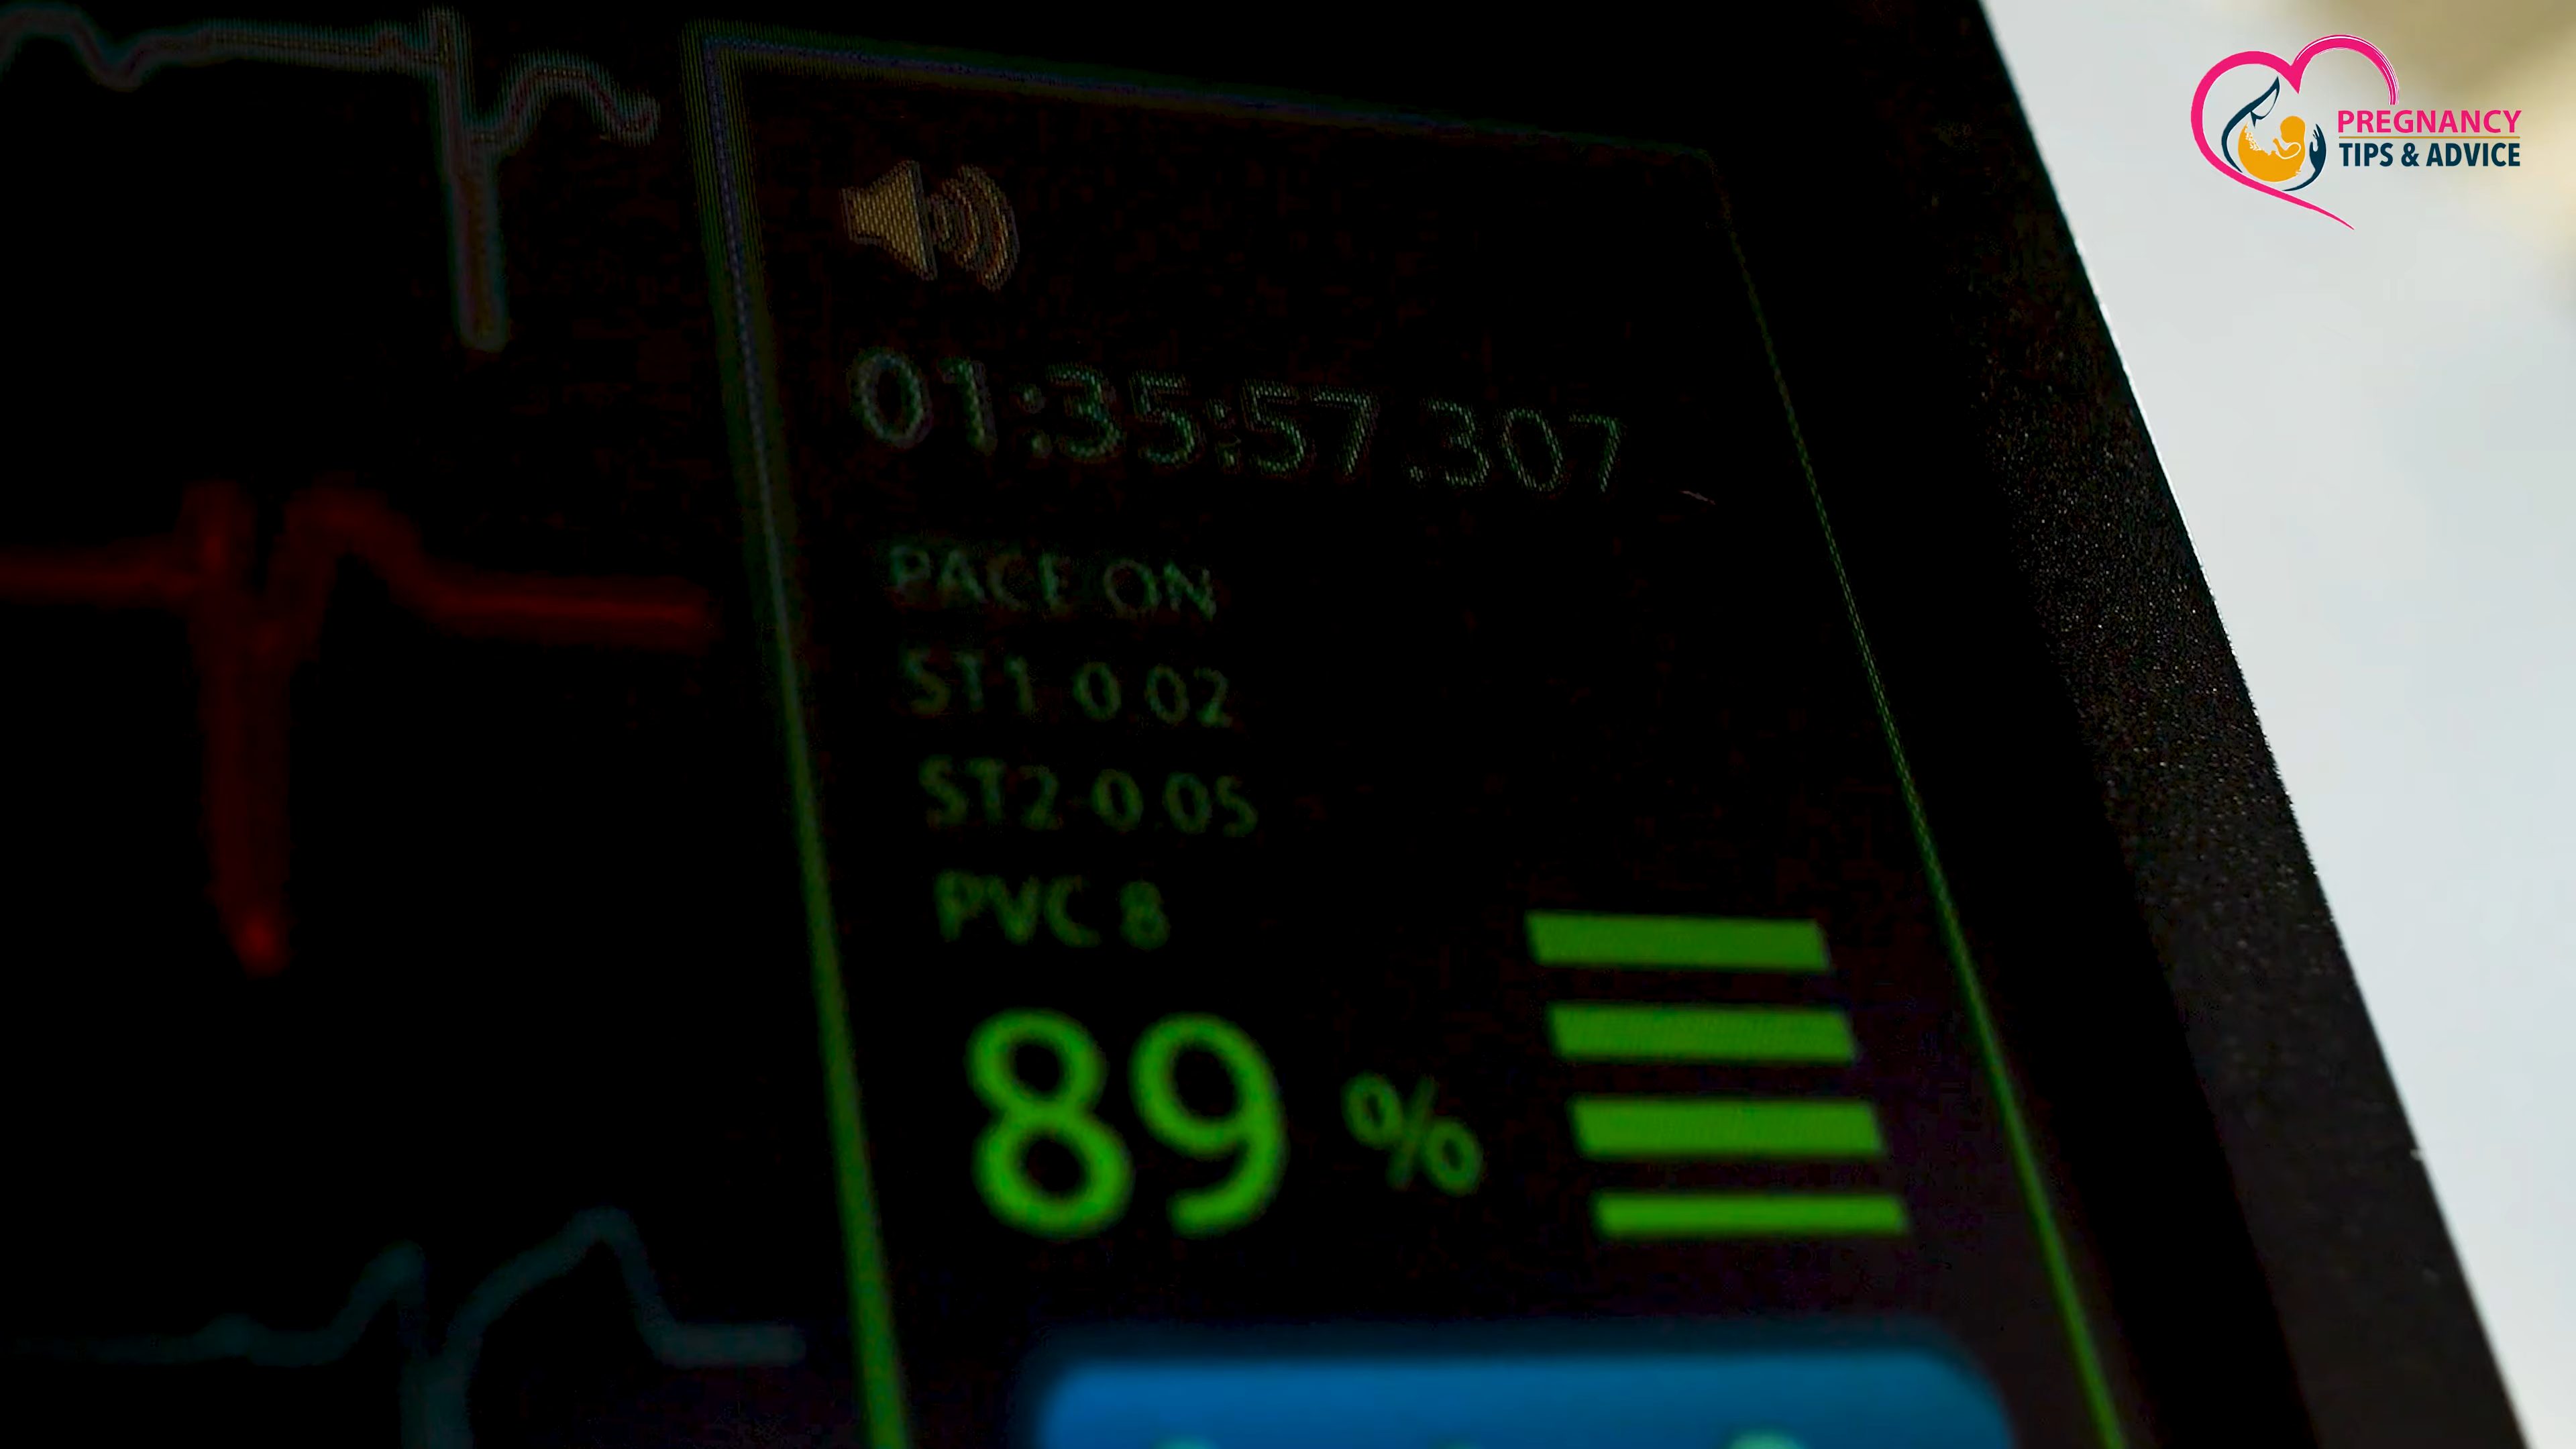 PREGNANCY
TIPS & ADVICE
01:35:57.307
PACE ON
ST1 0.02
ST2-0.05
PVC 8
89 %